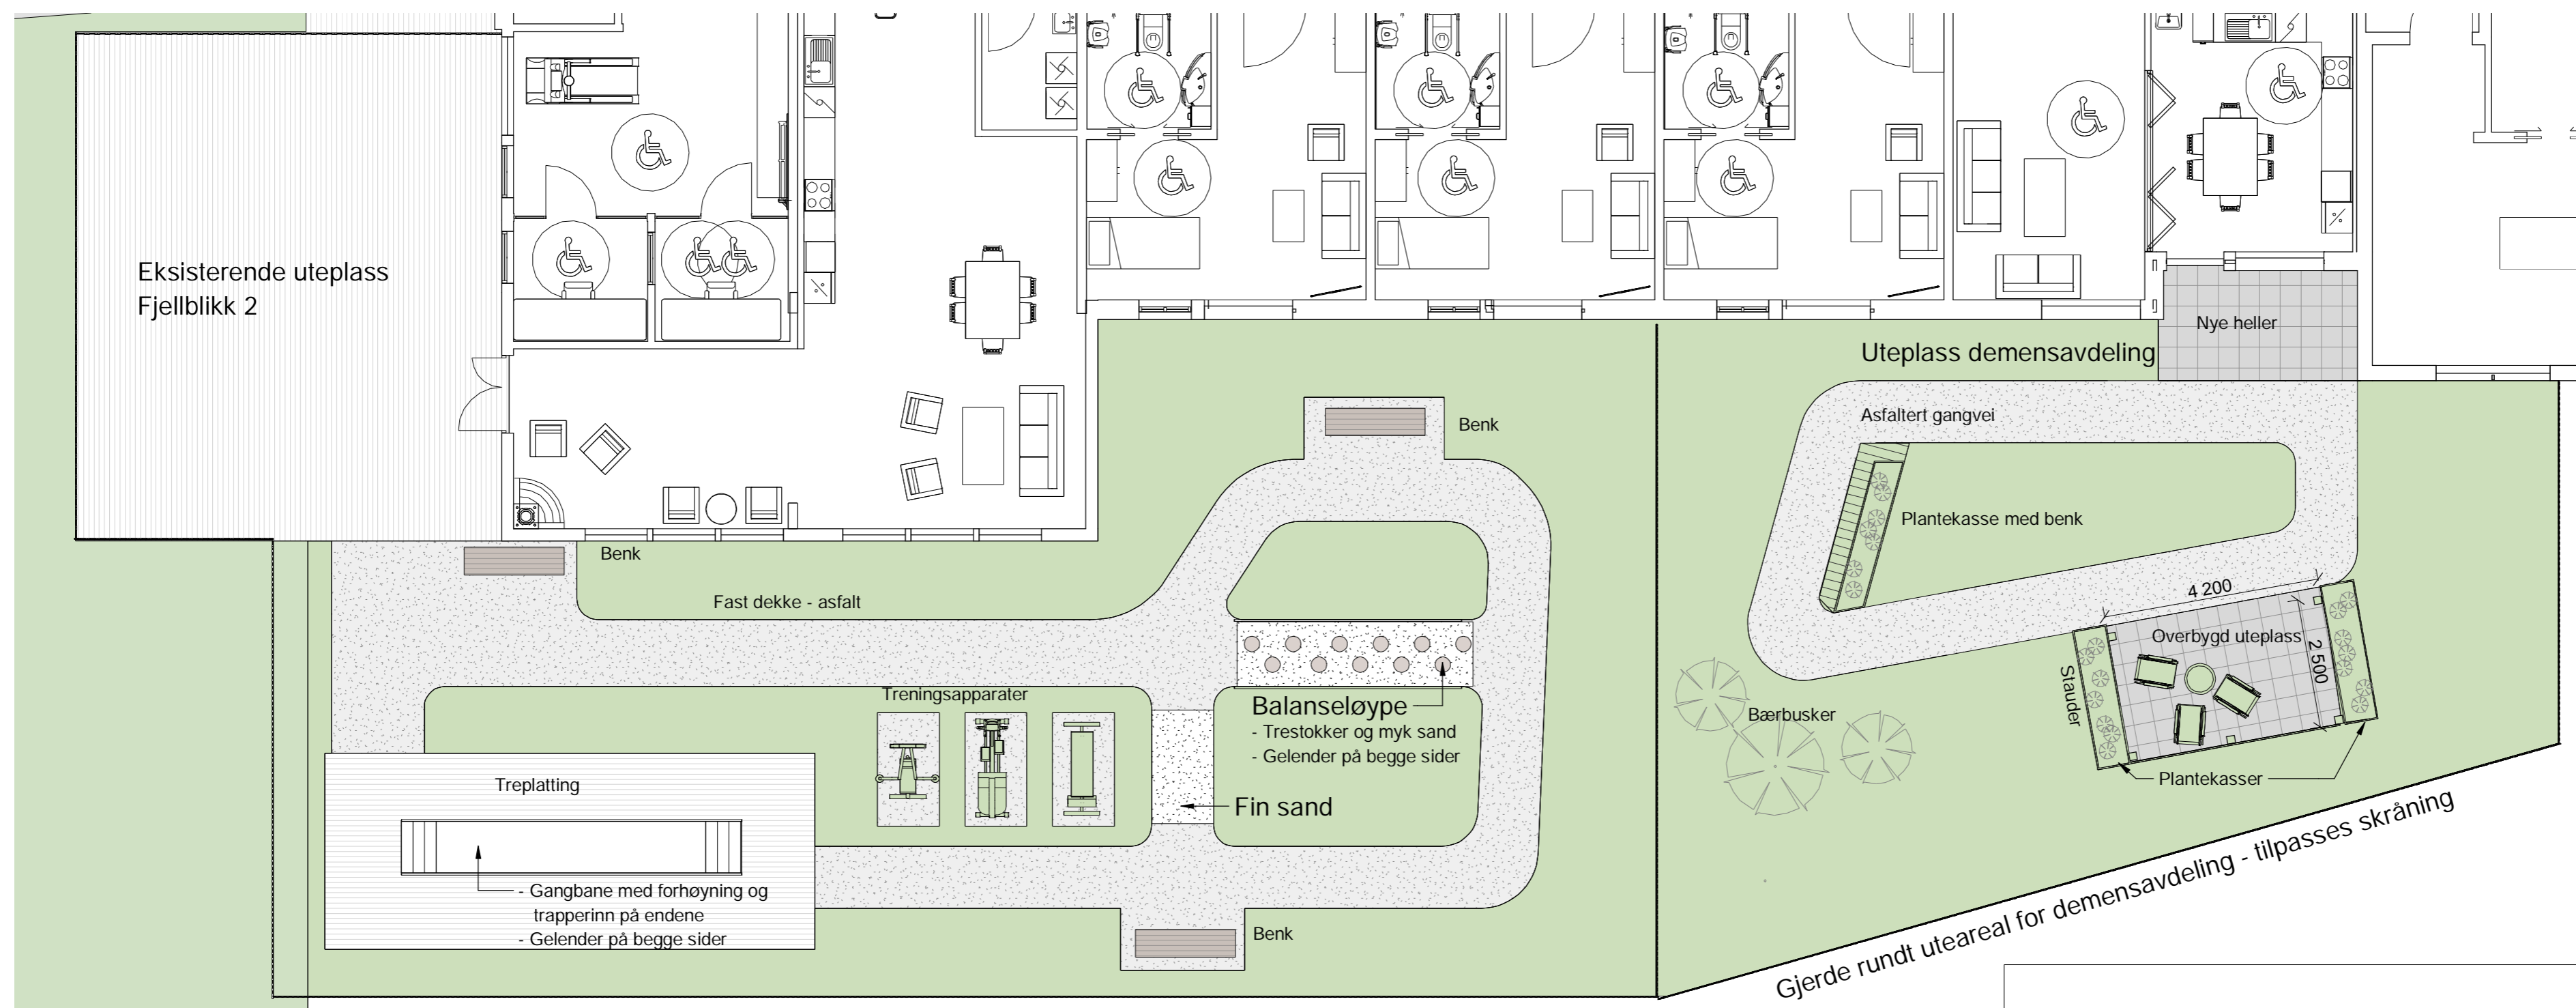 Eksisterende uteplass
Fjellblikk 2
Nye heller
Uteplass demensavdeling
Asfaltert gangvei
Benk
Plantekasse med benk
Benk
Fast dekke - asfalt
4 200
Overbygd uteplass
2 500
Stauder
Treningsapparater
Balanseløype
- Trestokker og myk sand
- Gelender på begge sider
Bærbusker
Plantekasser
Treplatting
Fin sand
- Gangbane med forhøyning og
trapperinn på endene
- Gelender på begge sider
Benk
Gjerde rundt uteareal for demensavdeling - tilpasses skråning